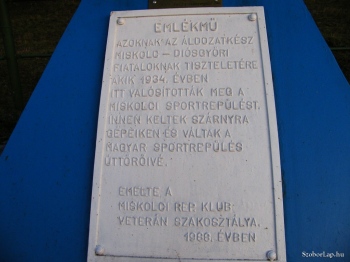 EMLÉKMŰ
AZOKNAK AZ ÁLDOZATKÉSZ
MISKOLC - DIÓSGYŐRI
FIATALOKNAK TISZTELETÉRE
AKIK 1934. ÉVBEN
ITT VALÓSÍTOTTÁK MEG A
MISKOLCI SPORTREPÜLÉST.
INNEN KELTEK SZÁRNYRA
GÉPEIKEN ÉS VÁLTAK A
MAGYAR SPORTREPÜLÉS
ÚTTÖRŐIVÉ.
EMELTE A
MISKOLCI REP. KLUB
VETERÁN SZAKOSZTÁLYA.
1988. ÉVBEN
SzoborLap.hu